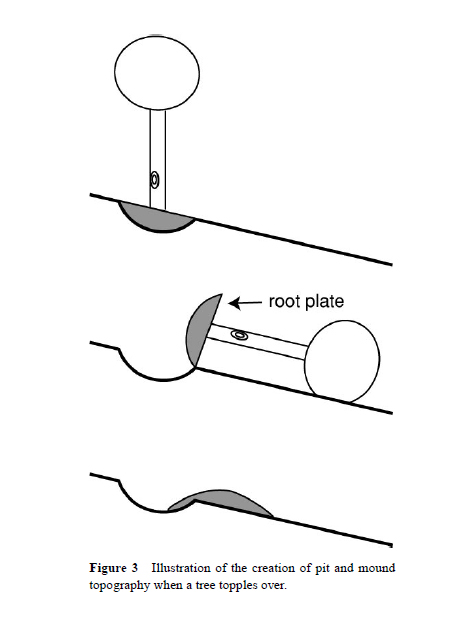 root plate
Figure 3 Illustration of the creation of pit and mound
topography when a tree topples over.